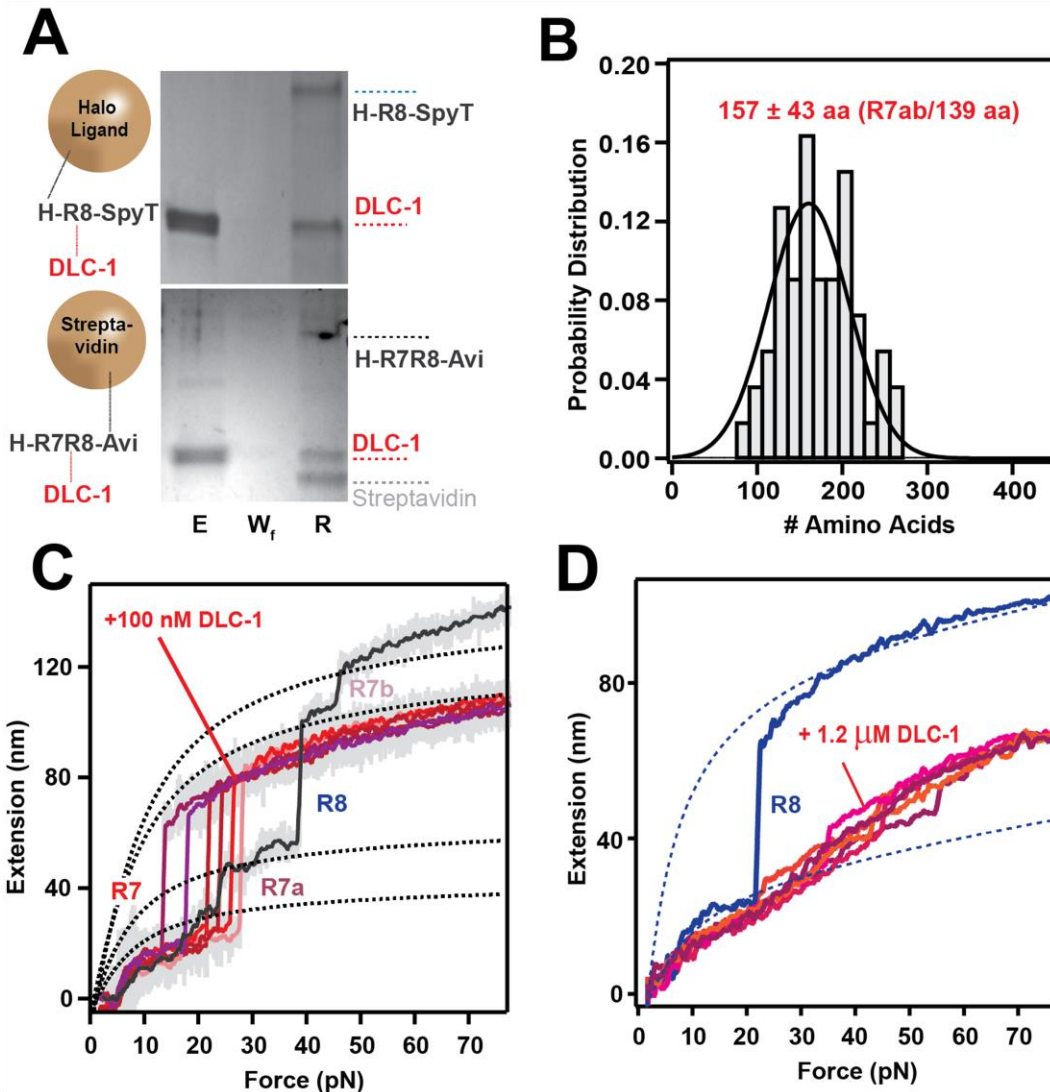 A
Halo
Ligand
H-R8-SpyT
DLC-1
H-R8-SpyT
DLC-1
Strepta-
vidin
H-R7R8-Avi
DLC-1
H-R7R8-Avi
DLC-1
Streptavidin
E W_f R
B
157 ± 43 aa (R7ab/139 aa)
Probability Distribution
0.20
0.16
0.12
0.08
0.04
0.00
0 100 200 300 400
# Amino Acids
C
+100 nM DLC-1
R7b
R8
R7
R7a
Extension (nm)
120
80
40
0
0 10 20 30 40 50 60 70
Force (pN)
D
+ 1.2 μM DLC-1
R8
Extension (nm)
80
40
0
0 10 20 30 40 50 60 70
Force (pN)